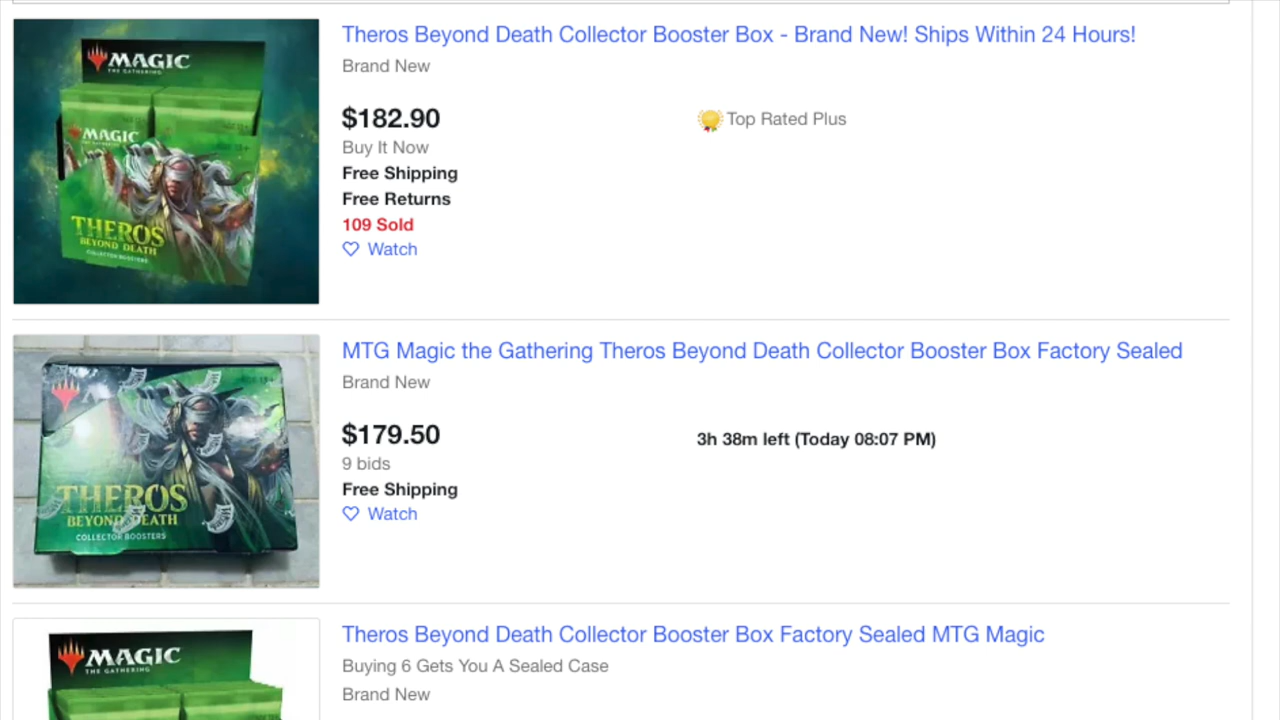 MAGIC
THE GATHERING
MAGIC
THEROS
BEYOND DEATH
COLLECTOR BOOSTERS
Theros Beyond Death Collector Booster Box - Brand New! Ships Within 24 Hours!
Brand New
$182.90
Top Rated Plus
Buy It Now
Free Shipping
Free Returns
109 Sold
Watch
THEROS
BEYOND DEATH
COLLECTOR BOOSTERS
MTG Magic the Gathering Theros Beyond Death Collector Booster Box Factory Sealed
Brand New
$179.50
3h 38m left (Today 08:07 PM)
9 bids
Free Shipping
Watch
MAGIC
THE GATHERING
Theros Beyond Death Collector Booster Box Factory Sealed MTG Magic
Buying 6 Gets You A Sealed Case
Brand New